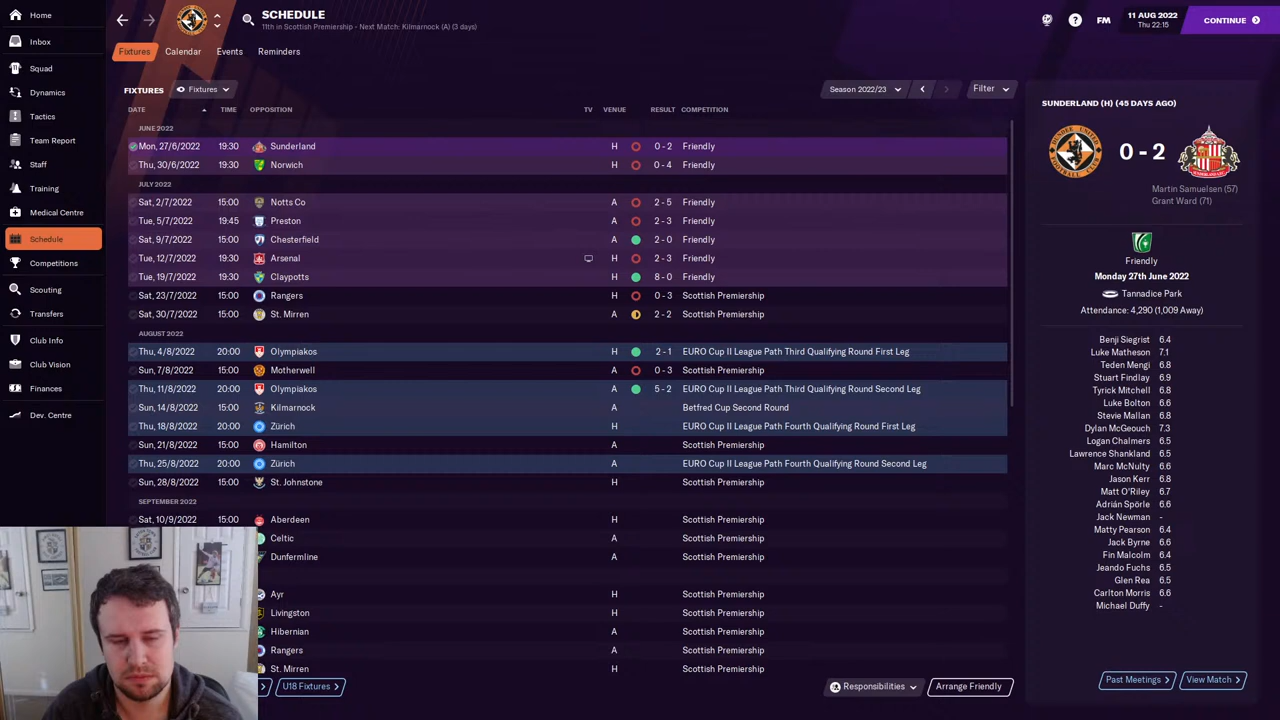 Home
Inbox
Squad
Dynamics
Tactics
Team Report
Staff
Training
Medical Centre
Schedule
Competitions
Scouting
Transfers
Club Info
Club Vision
Finances
Dev. Centre
SCHEDULE
11th in Scottish Premiership - Next Match: Kilmarnock (A) (3 days)
FM
11 AUG 2022
Thu 22:15
CONTINUE
Fixtures Calendar Events Reminders
FIXTURES Fixtures Season 2022/23 Filter
DATE TIME OPPOSITION TV VENUE RESULT COMPETITION
JUNE 2022
Mon, 27/6/2022 19:30 Sunderland H 0 - 2 Friendly
Thu, 30/6/2022 19:30 Norwich H 0 - 4 Friendly
JULY 2022
Sat, 2/7/2022 15:00 Notts Co A 2 - 5 Friendly
Tue, 5/7/2022 19:45 Preston A 2 - 3 Friendly
Sat, 9/7/2022 15:00 Chesterfield A 2 - 0 Friendly
Tue, 12/7/2022 19:30 Arsenal H 2 - 3 Friendly
Tue, 19/7/2022 19:30 Claypotts H 8 - 0 Friendly
Sat, 23/7/2022 15:00 Rangers H 0 - 3 Scottish Premiership
Sat, 30/7/2022 15:00 St. Mirren A 2 - 2 Scottish Premiership
AUGUST 2022
Thu, 4/8/2022 20:00 Olympiakos H 2 - 1 EURO Cup II League Path Third Qualifying Round First Leg
Sun, 7/8/2022 15:00 Motherwell A 0 - 3 Scottish Premiership
Thu, 11/8/2022 20:00 Olympiakos A 5 - 2 EURO Cup II League Path Third Qualifying Round Second Leg
Sun, 14/8/2022 15:00 Kilmarnock A Betfred Cup Second Round
Thu, 18/8/2022 20:00 Zürich H EURO Cup II League Path Fourth Qualifying Round First Leg
Sun, 21/8/2022 15:00 Hamilton A Scottish Premiership
Thu, 25/8/2022 20:00 Zürich A EURO Cup II League Path Fourth Qualifying Round Second Leg
Sun, 28/8/2022 15:00 St. Johnstone H Scottish Premiership
SEPTEMBER 2022
Sat, 10/9/2022 15:00 Aberdeen H Scottish Premiership
Celtic A Scottish Premiership
Dunfermline A Scottish Premiership
Ayr H Scottish Premiership
Livingston H Scottish Premiership
Hibernian A Scottish Premiership
Rangers A Scottish Premiership
St. Mirren H Scottish Premiership
U18 Fixtures Responsibilities Arrange Friendly
SUNDERLAND (H) (45 DAYS AGO)
0 - 2
Martin Samuelsen (57)
Grant Ward (71)
Friendly
Monday 27th June 2022
Tannadice Park
Attendance: 4,290 (1,009 Away)
Benji Siegrist 6.4
Luke Matheson 7.1
Teden Mengi 6.8
Stuart Findlay 6.9
Tyrick Mitchell 6.8
Luke Bolton 6.6
Stevie Mallan 6.8
Dylan McGeouch 7.3
Logan Chalmers 6.5
Lawrence Shankland 6.5
Marc McNulty 6.6
Jason Kerr 6.8
Matt O'Riley 6.7
Adrián Spörle 6.6
Jack Newman -
Matty Pearson 6.4
Jack Byrne 6.6
Fin Malcolm 6.4
Jeando Fuchs 6.5
Glen Rea 6.5
Carlton Morris 6.6
Michael Duffy -
Past Meetings View Match